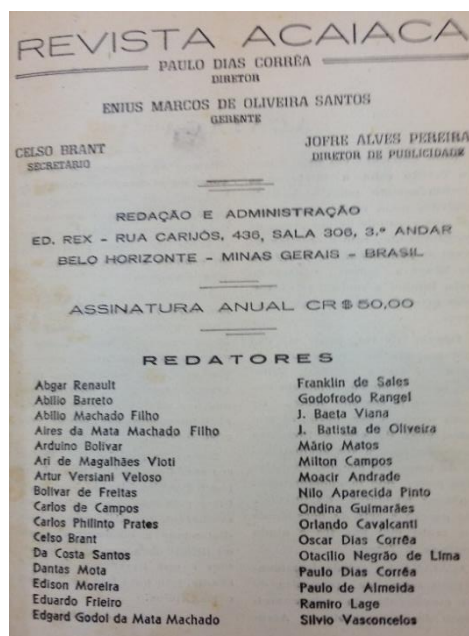 REVISTA ACAIACA
PAULO DIAS CORRÊA
DIRETOR
ENIUS MARCOS DE OLIVEIRA SANTOS
GERENTE
CELSO BRANT
SECRETÁRIO
JOFRE ALVES PEREIRA
DIRETOR DE PUBLICIDADE
REDAÇÃO E ADMINISTRAÇÃO
ED. REX - RUA CARIJÓS, 436, SALA 306, 3.º ANDAR
BELO HORIZONTE - MINAS GERAIS - BRASIL
ASSINATURA ANUAL CR$50,00
REDATORES
Abgar Renault
Abilio Barreto
Abílio Machado Filho
Aires da Mata Machado Filho
Arduino Bolivar
Ari de Magalhães Vioti
Artur Versiani Veloso
Bolivar de Freitas
Carlos de Campos
Carlos Philinto Prates
Celso Brant
Da Costa Santos
Dantas Mota
Edison Moreira
Eduardo Frieiro
Edgard Godoi da Mata Machado
Franklin de Sales
Godofredo Rangel
J. Baeta Viana
J. Batista de Oliveira
Mário Matos
Milton Campos
Moacir Andrade
Nilo Aparecida Pinto
Ondina Guimarães
Orlando Cavalcanti
Oscar Dias Corrêa
Otacílio Negrão de Lima
Paulo Dias Corrêa
Paulo de Almeida
Ramiro Lage
Silvio Vasconcelos